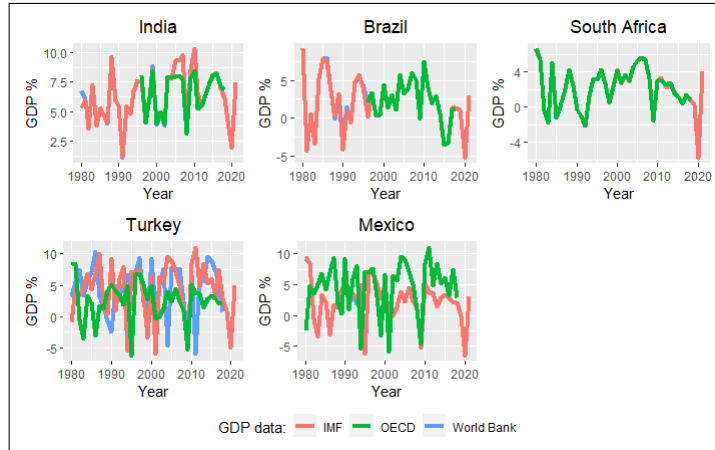 India
Brazil
South Africa
GDP %
10.0
7.5
5.0
2.5
1980 1990 2000 2010 2020
Year
GDP %
5
0
-5
1980 1990 2000 2010 2020
Year
GDP %
4
0
-4
1980 1990 2000 2010 2020
Year
Turkey
Mexico
GDP %
10
5
0
-5
1980 1990 2000 2010 2020
Year
GDP %
10
5
0
-5
1980 1990 2000 2010 2020
Year
GDP data: IMF OECD World Bank